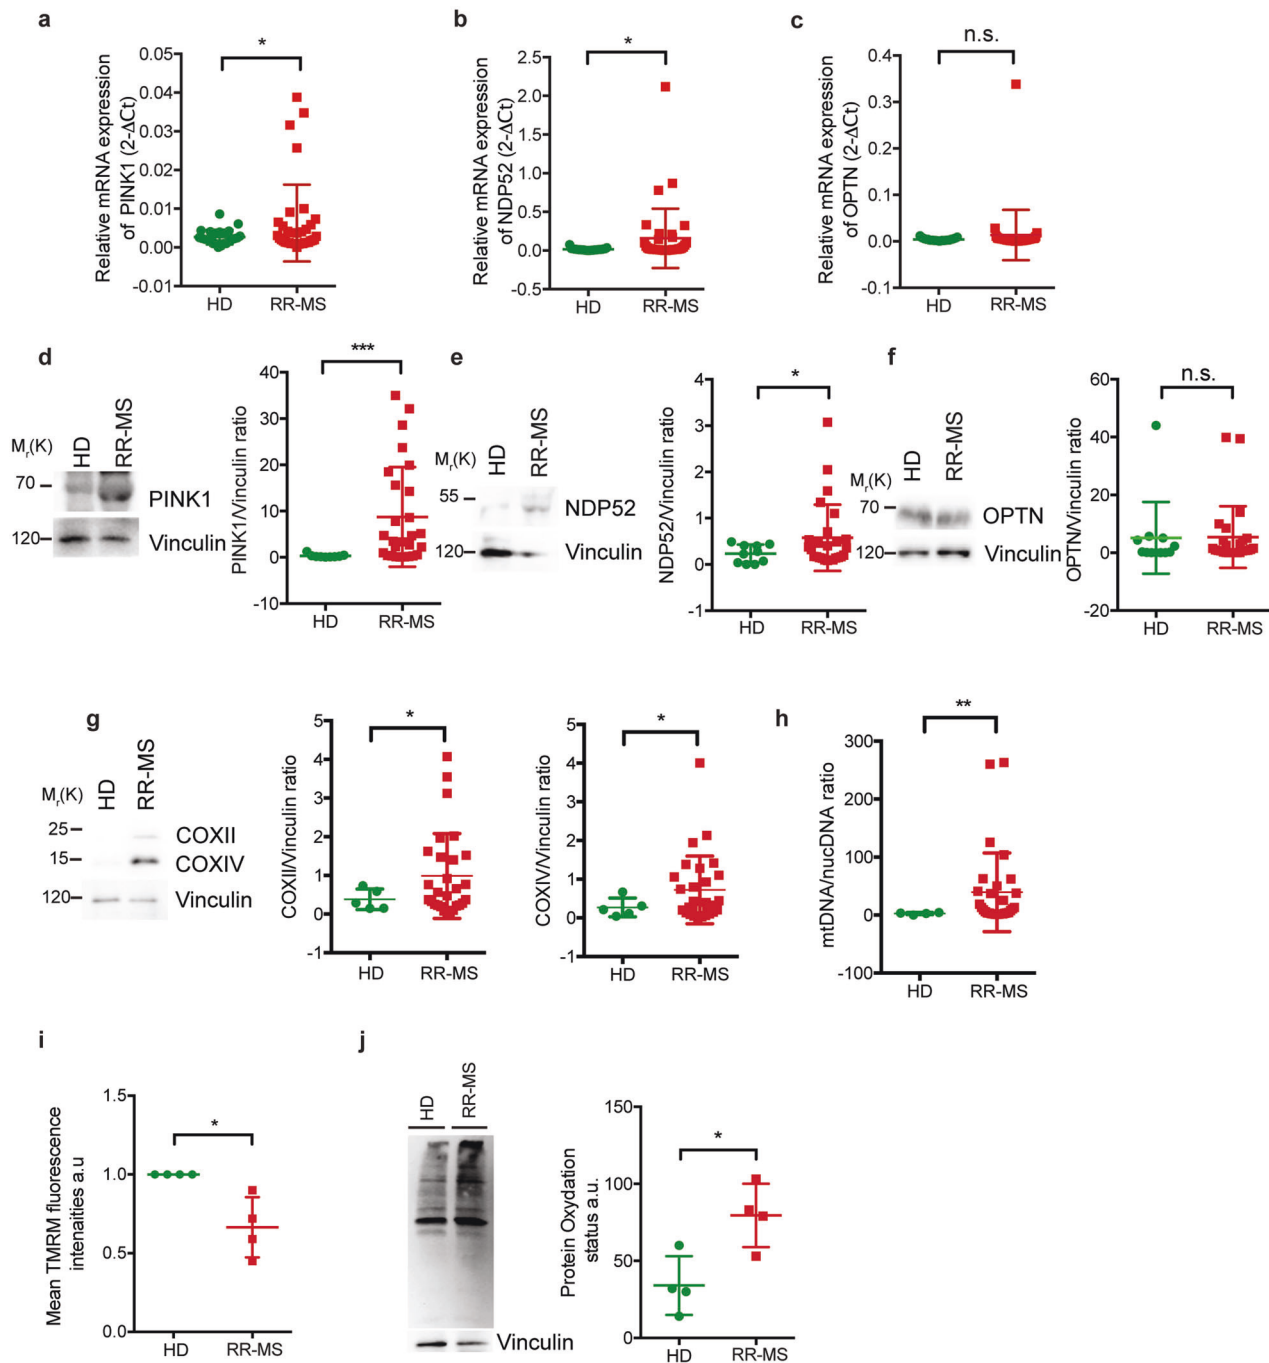 a
Relative mRNA expression
of PINK1 (2-ΔCt)
0.05
0.04
0.03
0.02
0.01
0.00
-0.01
*
HD
RR-MS
b
Relative mRNA expression
of NDP52 (2-ΔCt)
2.5
2.0
1.5
1.0
0.5
0.0
-0.5
*
HD
RR-MS
c
Relative mRNA expression
of OPTN (2-ΔCt)
0.4
0.3
0.2
0.1
0.0
-0.1
n.s.
HD
RR-MS
d
Mr(K)
HD
RR-MS
70
PINK1
120
Vinculin
PINK1/Vinculin ratio
40
30
20
10
0
-10
***
HD
RR-MS
e
Mr(K)
HD
RR-MS
55
NDP52
120
Vinculin
NDP52/Vinculin ratio
4
3
2
1
0
-1
*
HD
RR-MS
f
Mr(K)
HD
RR-MS
70
OPTN
120
Vinculin
OPTN/Vinculin ratio
60
40
20
0
-20
n.s.
HD
RR-MS
g
Mr(K)
HD
RR-MS
25
COXII
15
COXIV
120
Vinculin
COXII/Vinculin ratio
5
4
3
2
1
0
-1
*
HD
RR-MS
COXIV/Vinculin ratio
5
4
3
2
1
0
-1
*
HD
RR-MS
h
mtDNA/nucDNA ratio
300
200
100
0
-100
**
HD
RR-MS
i
Mean TMRM fluorescence
intenaities a.u
1.5
1.0
0.5
0.0
*
HD
RR-MS
j
HD
RR-MS
Vinculin
Protein Oxydation
status a.u.
150
100
50
0
*
HD
RR-MS